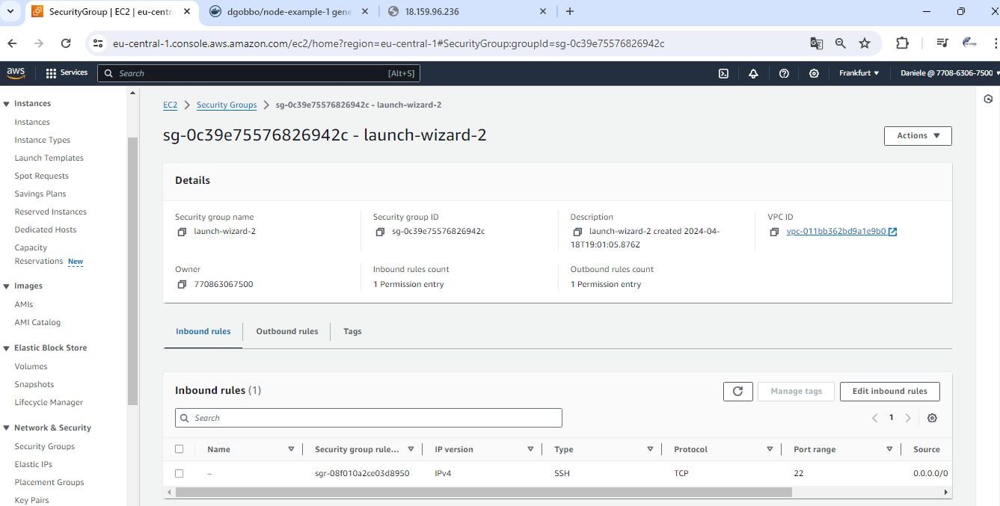 SecurityGroup | EC2 | eu-centra
dgobbo/node-example-1 gene
18.159.96.236
eu-central-1.console.aws.amazon.com/ec2/home?region=eu-central-1#SecurityGroup:groupId=sg-0c39e75576826942c
aws
Services
Search
[Alt+S]
Frankfurt
Daniele @ 7708-6306-7500
Instances
Instances
Instance Types
Launch Templates
Spot Requests
Savings Plans
Reserved Instances
Dedicated Hosts
Capacity
Reservations New
Images
AMIs
AMI Catalog
Elastic Block Store
Volumes
Snapshots
Lifecycle Manager
Network & Security
Security Groups
Elastic IPs
Placement Groups
Key Pairs
EC2 > Security Groups > sg-0c39e75576826942c - launch-wizard-2
sg-0c39e75576826942c - launch-wizard-2
Actions
Details
Security group name
launch-wizard-2
Security group ID
sg-0c39e75576826942c
Description
launch-wizard-2 created 2024-04-
18T19:01:05.876Z
VPC ID
vpc-011bb362bd9a1e9b0
Owner
770863067500
Inbound rules count
1 Permission entry
Outbound rules count
1 Permission entry
Inbound rules
Outbound rules
Tags
Inbound rules (1)
Manage tags
Edit inbound rules
Search
1
Name
Security group rule...
IP version
Type
Protocol
Port range
Source
–
sgr-08f010a2ce03d8950
IPv4
SSH
TCP
22
0.0.0.0/0